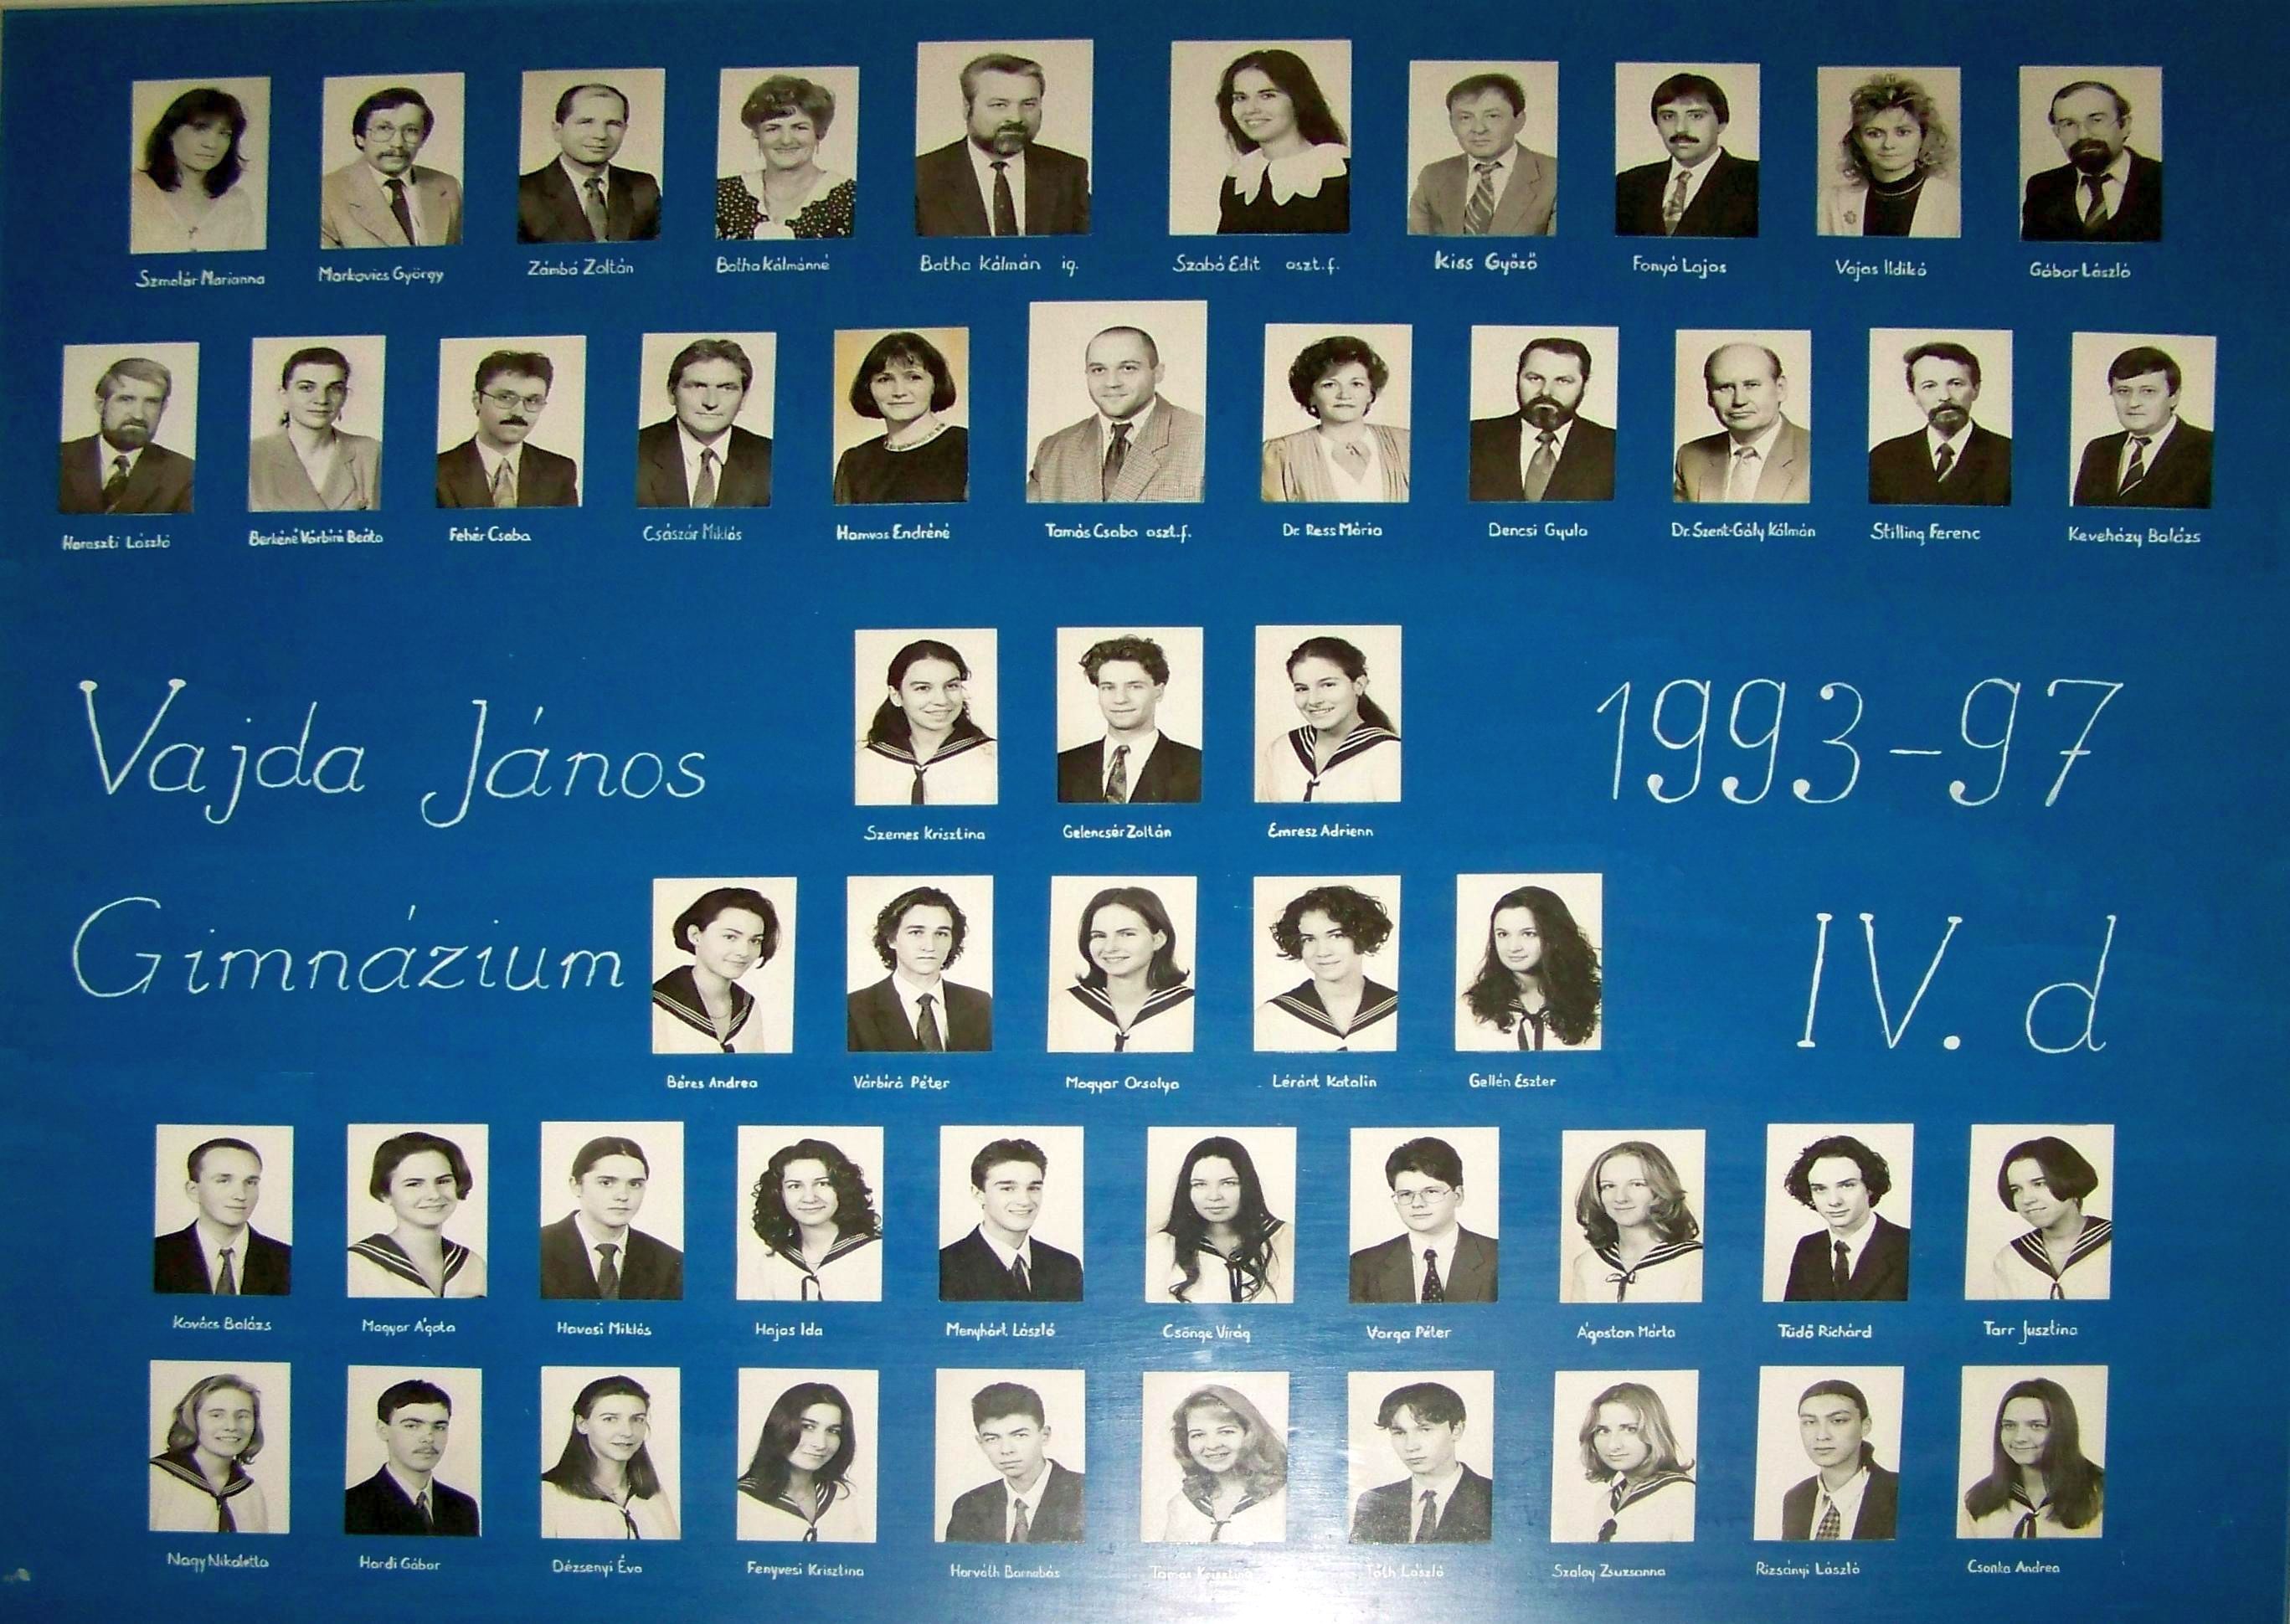 Szmolár Marianna Markovics György Zámbó Zoltán Botha Kálmánné Botha Kálmán ig. Szabó Edit oszt.f. Kiss Győző Fonyó Lajos Vajas Ildikó Gábor László
Haraszti László Berkéné Várbíró Beáta Fehér Csaba Császár Miklós Hamvas Endréné Tamás Csaba oszt.f. Dr. Ress Mária Dencsi Gyula Dr. Szent-Gály Kálmán Stilling Ferenc Keveházy Balázs
Vajda János 1993-97
Szemes Krisztina Gelencsér Zoltán Emresz Adrienn
Gimnázium IV. d
Béres Andrea Várbíró Péter Magyar Orsolya Léránt Katalin Gellén Eszter
Kovács Balázs Magyar Ágota Havasi Miklós Hajas Ida Menyhárt László Csönge Virág Varga Péter Ágoston Márta Tüdő Richárd Tarr Jusztina
Nagy Nikoletta Hardi Gábor Dézsenyi Éva Fenyvesi Krisztina Horváth Barnabás Krisztina Tóth László Szalay Zsuzsanna Rizsányi László Csonka Andrea